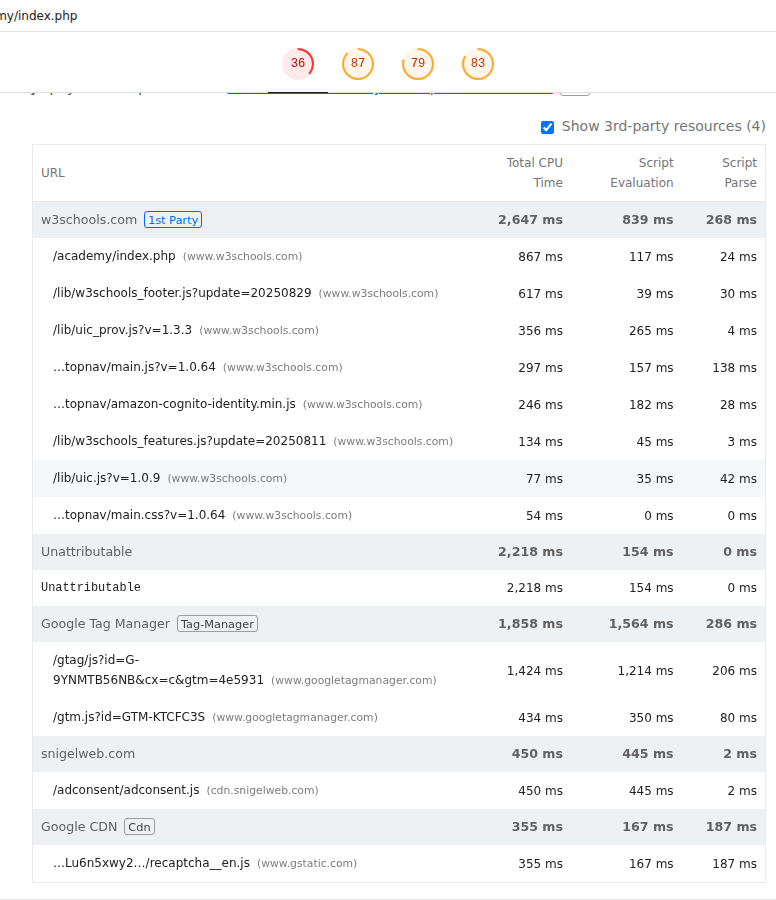 my/index.php
36 87 79 83
Show 3rd-party resources (4)
URL Total CPU Time Script Evaluation Script Parse
w3schools.com 1st Party 2,647 ms 839 ms 268 ms
/academy/index.php (www.w3schools.com) 867 ms 117 ms 24 ms
/lib/w3schools_footer.js?update=20250829 (www.w3schools.com) 617 ms 39 ms 30 ms
/lib/uic_prov.js?v=1.3.3 (www.w3schools.com) 356 ms 265 ms 4 ms
…topnav/main.js?v=1.0.64 (www.w3schools.com) 297 ms 157 ms 138 ms
…topnav/amazon-cognito-identity.min.js (www.w3schools.com) 246 ms 182 ms 28 ms
/lib/w3schools_features.js?update=20250811 (www.w3schools.com) 134 ms 45 ms 3 ms
/lib/uic.js?v=1.0.9 (www.w3schools.com) 77 ms 35 ms 42 ms
…topnav/main.css?v=1.0.64 (www.w3schools.com) 54 ms 0 ms 0 ms
Unattributable 2,218 ms 154 ms 0 ms
Unattributable 2,218 ms 154 ms 0 ms
Google Tag Manager Tag-Manager 1,858 ms 1,564 ms 286 ms
/gtag/js?id=G-
9YNMTB56NB&cx=c&gtm=4e5931 (www.googletagmanager.com) 1,424 ms 1,214 ms 206 ms
/gtm.js?id=GTM-KTCFC3S (www.googletagmanager.com) 434 ms 350 ms 80 ms
snigelweb.com 450 ms 445 ms 2 ms
/adconsent/adconsent.js (cdn.snigelweb.com) 450 ms 445 ms 2 ms
Google CDN Cdn 355 ms 167 ms 187 ms
…Lu6n5xwy2…/recaptcha__en.js (www.gstatic.com) 355 ms 167 ms 187 ms